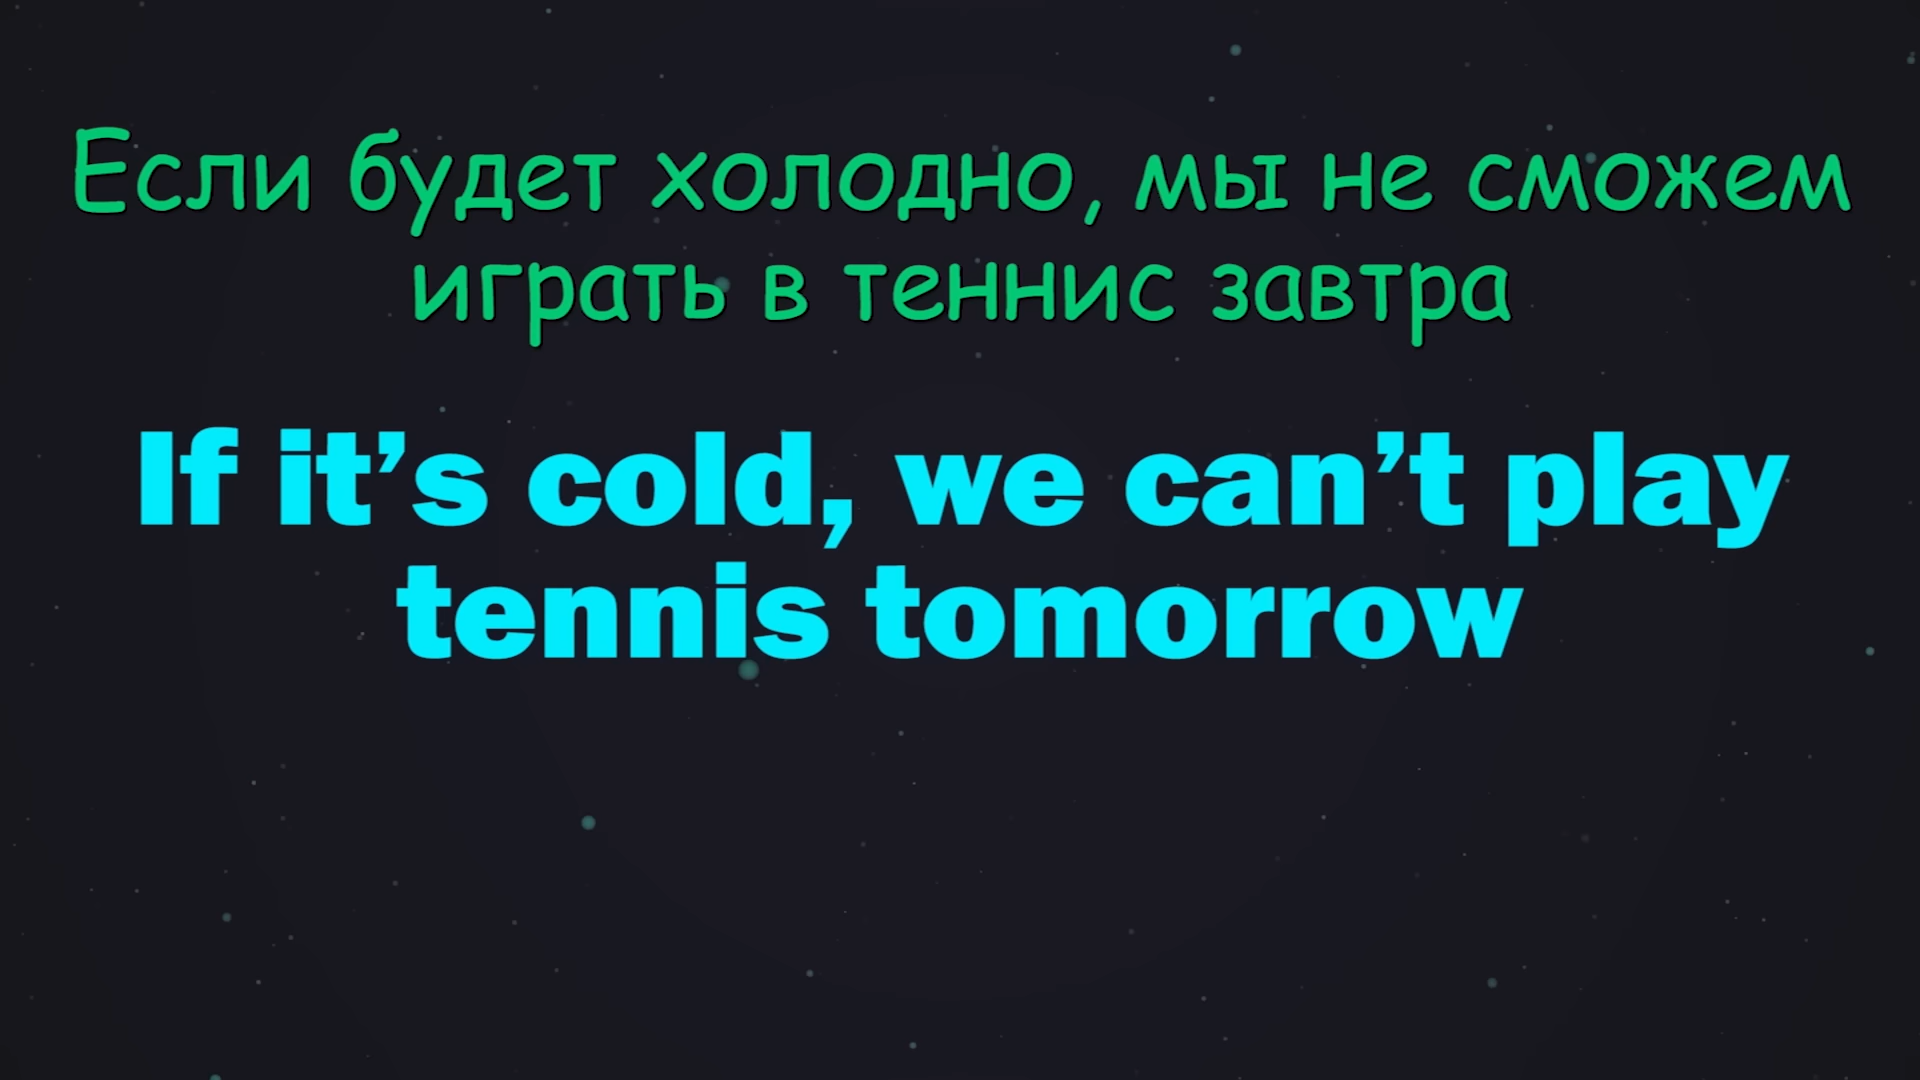 Если будет холодно, мы не сможем
играть в теннис завтра
If it’s cold, we can’t play
tennis tomorrow